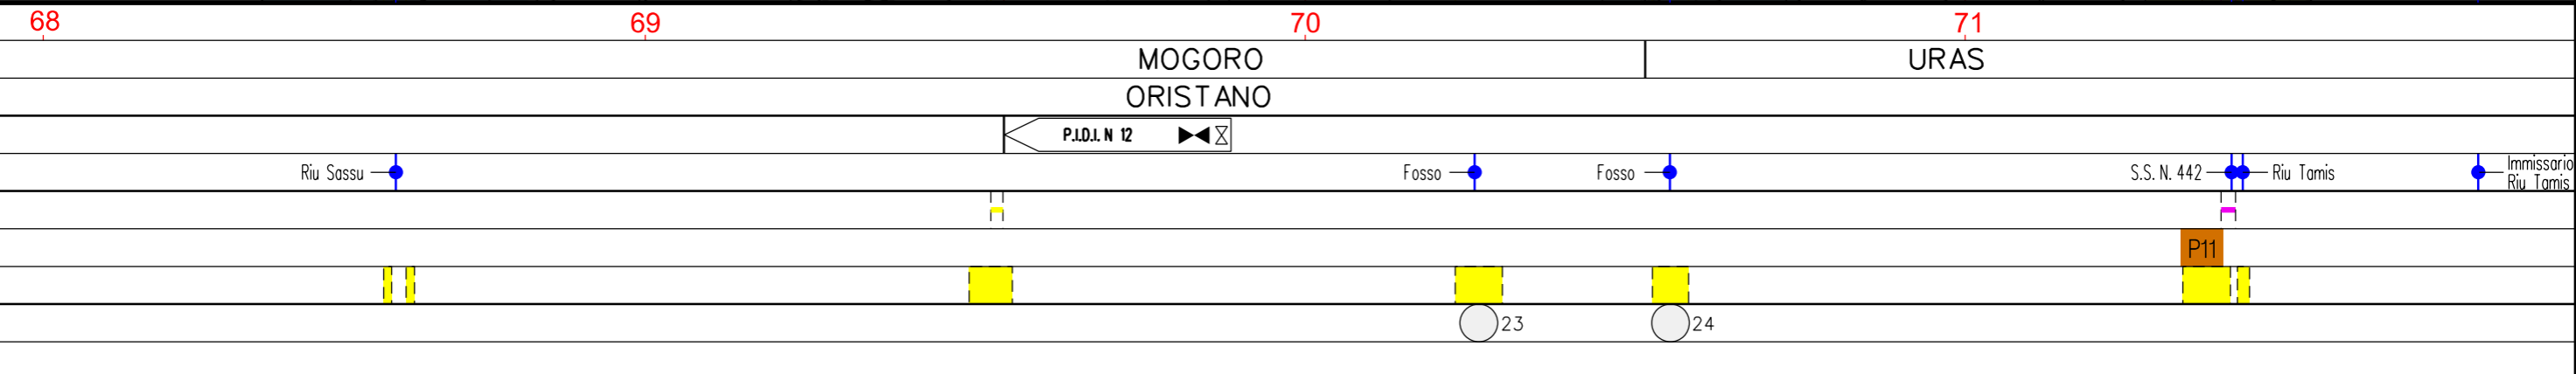 68 69 70 71
MOGORO URAS
ORISTANO
P.I.D.I. N 12
Riu Sassu Fosso Fosso S.S. N. 442 Riu Tamis Immissario
Riu Tamis
P11
23 24